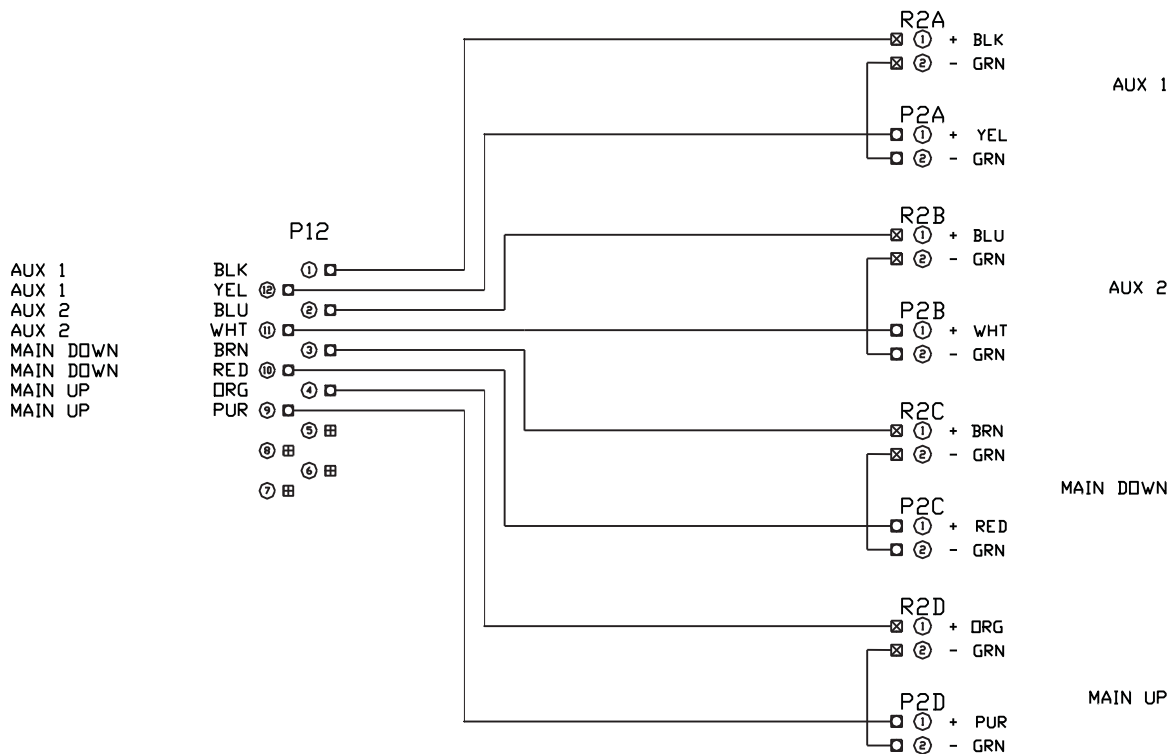 R2A
① + BLK
② - GRN
AUX 1
P2A
① + YEL
② - GRN
R2B
① + BLU
② - GRN
AUX 2
P2B
① + WHT
② - GRN
R2C
① + BRN
② - GRN
MAIN DOWN
P2C
① + RED
② - GRN
R2D
① + ORG
② - GRN
MAIN UP
P2D
① + PUR
② - GRN
P12
AUX 1 BLK ①
AUX 1 YEL ⑫
AUX 2 BLU ②
AUX 2 WHT ⑪
MAIN DOWN BRN ③
MAIN DOWN RED ⑩
MAIN UP ORG ④
MAIN UP PUR ⑨
⑤
⑧
⑥
⑦